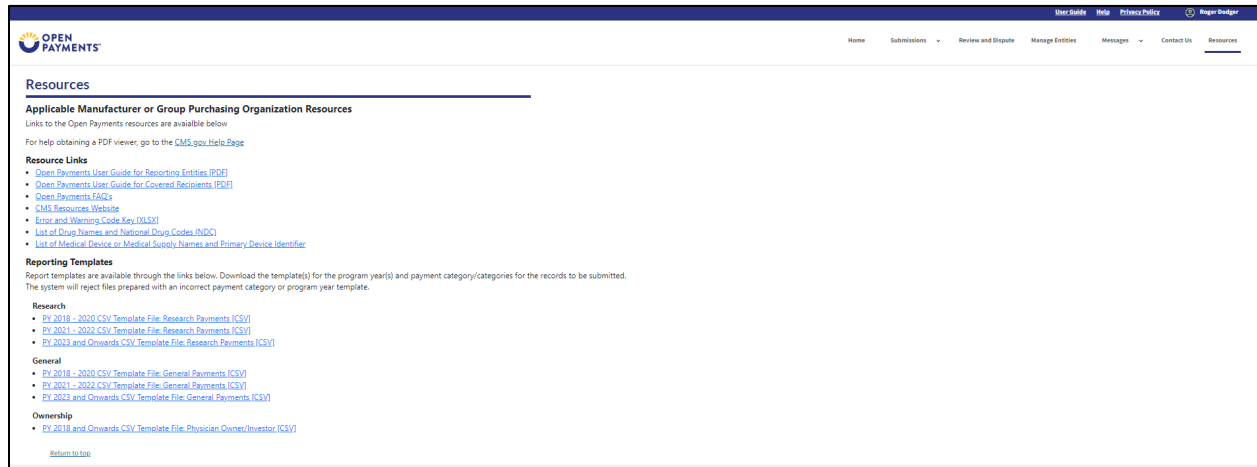 User Guide Help Privacy Policy Roger Dodger
OPEN
PAYMENTS™
Home Submissions Review and Dispute Manage Entities Messages Contact Us Resources
Resources
Applicable Manufacturer or Group Purchasing Organization Resources
Links to the Open Payments resources are avaialble below
For help obtaining a PDF viewer, go to the CMS gov Help Page
Resource Links
• Open Payments User Guide for Reporting Entities [PDF]
• Open Payments User Guide for Covered Recipients [PDF]
• Open Payments FAQ's
• CMS Resources Website
• Error and Warning Code Key [XLSX]
• List of Drug Names and National Drug Codes (NDC)
• List of Medical Device or Medical Supply Names and Primary Device Identifier
Reporting Templates
Report templates are available through the links below. Download the template(s) for the program year(s) and payment category/categories for the records to be submitted.
The system will reject files prepared with an incorrect payment category or program year template.
Research
• PY 2018 - 2020 CSV Template File: Research Payments [CSV]
• PY 2021 - 2022 CSV Template File: Research Payments [CSV]
• PY 2023 and Onwards CSV Template File: Research Payments [CSV]
General
• PY 2018 - 2020 CSV Template File: General Payments [CSV]
• PY 2021 - 2022 CSV Template File: General Payments [CSV]
• PY 2023 and Onwards CSV Template File: General Payments [CSV]
Ownership
• PY 2018 and Onwards CSV Template File: Physician Owner/Investor [CSV]
Return to top